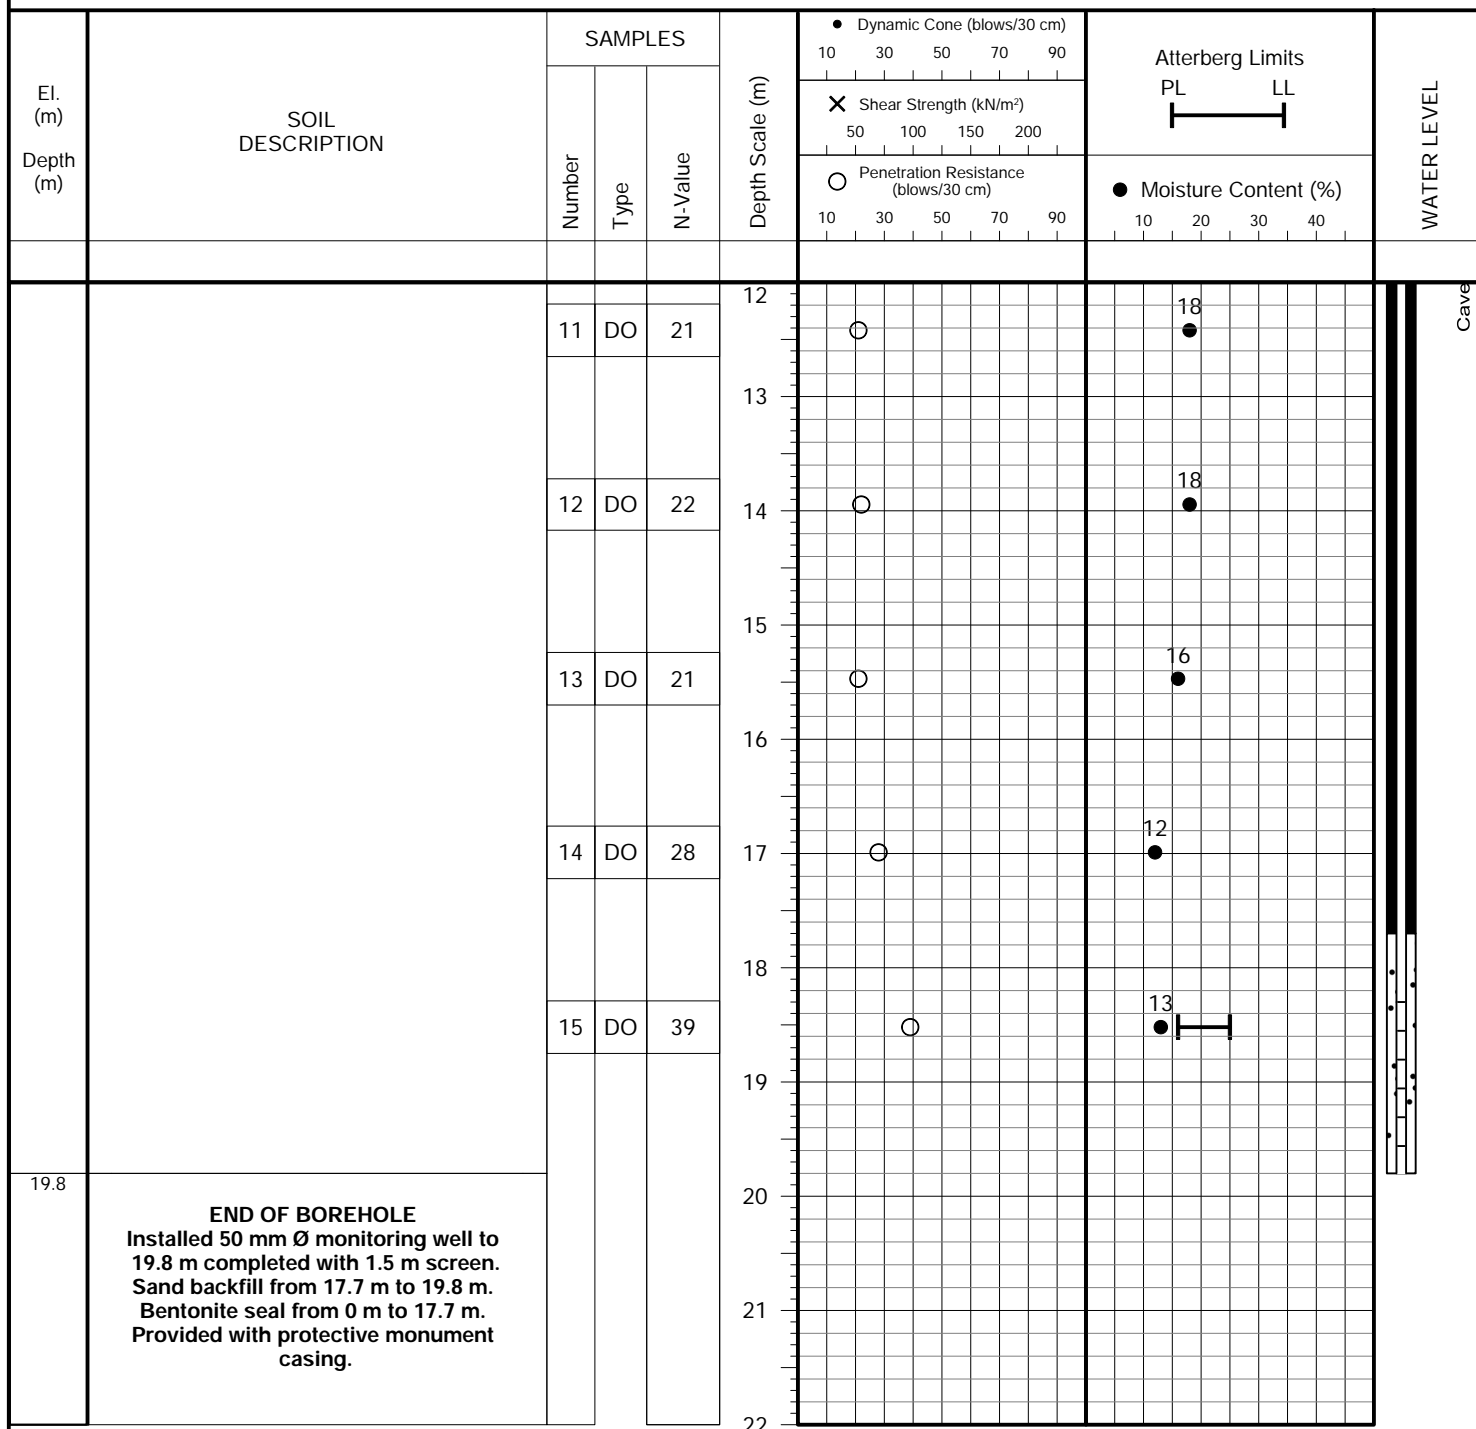 El.
(m)
Depth
(m)
SOIL
DESCRIPTION
SAMPLES
Number
Type
N-Value
Depth Scale (m)
Dynamic Cone (blows/30 cm)
10 30 50 70 90
Shear Strength (kN/m²)
50 100 150 200
Penetration Resistance
(blows/30 cm)
10 30 50 70 90
Atterberg Limits
PL LL
Moisture Content (%)
10 20 30 40
WATER LEVEL
12
Cave
18
11 DO 21
13
18
12 DO 22
14
15
16
13 DO 21
16
12
14 DO 28
17
18
13
15 DO 39
19
19.8
20
END OF BOREHOLE
Installed 50 mm Ø monitoring well to
19.8 m completed with 1.5 m screen.
Sand backfill from 17.7 m to 19.8 m.
Bentonite seal from 0 m to 17.7 m.
21
Provided with protective monument
casing.
22